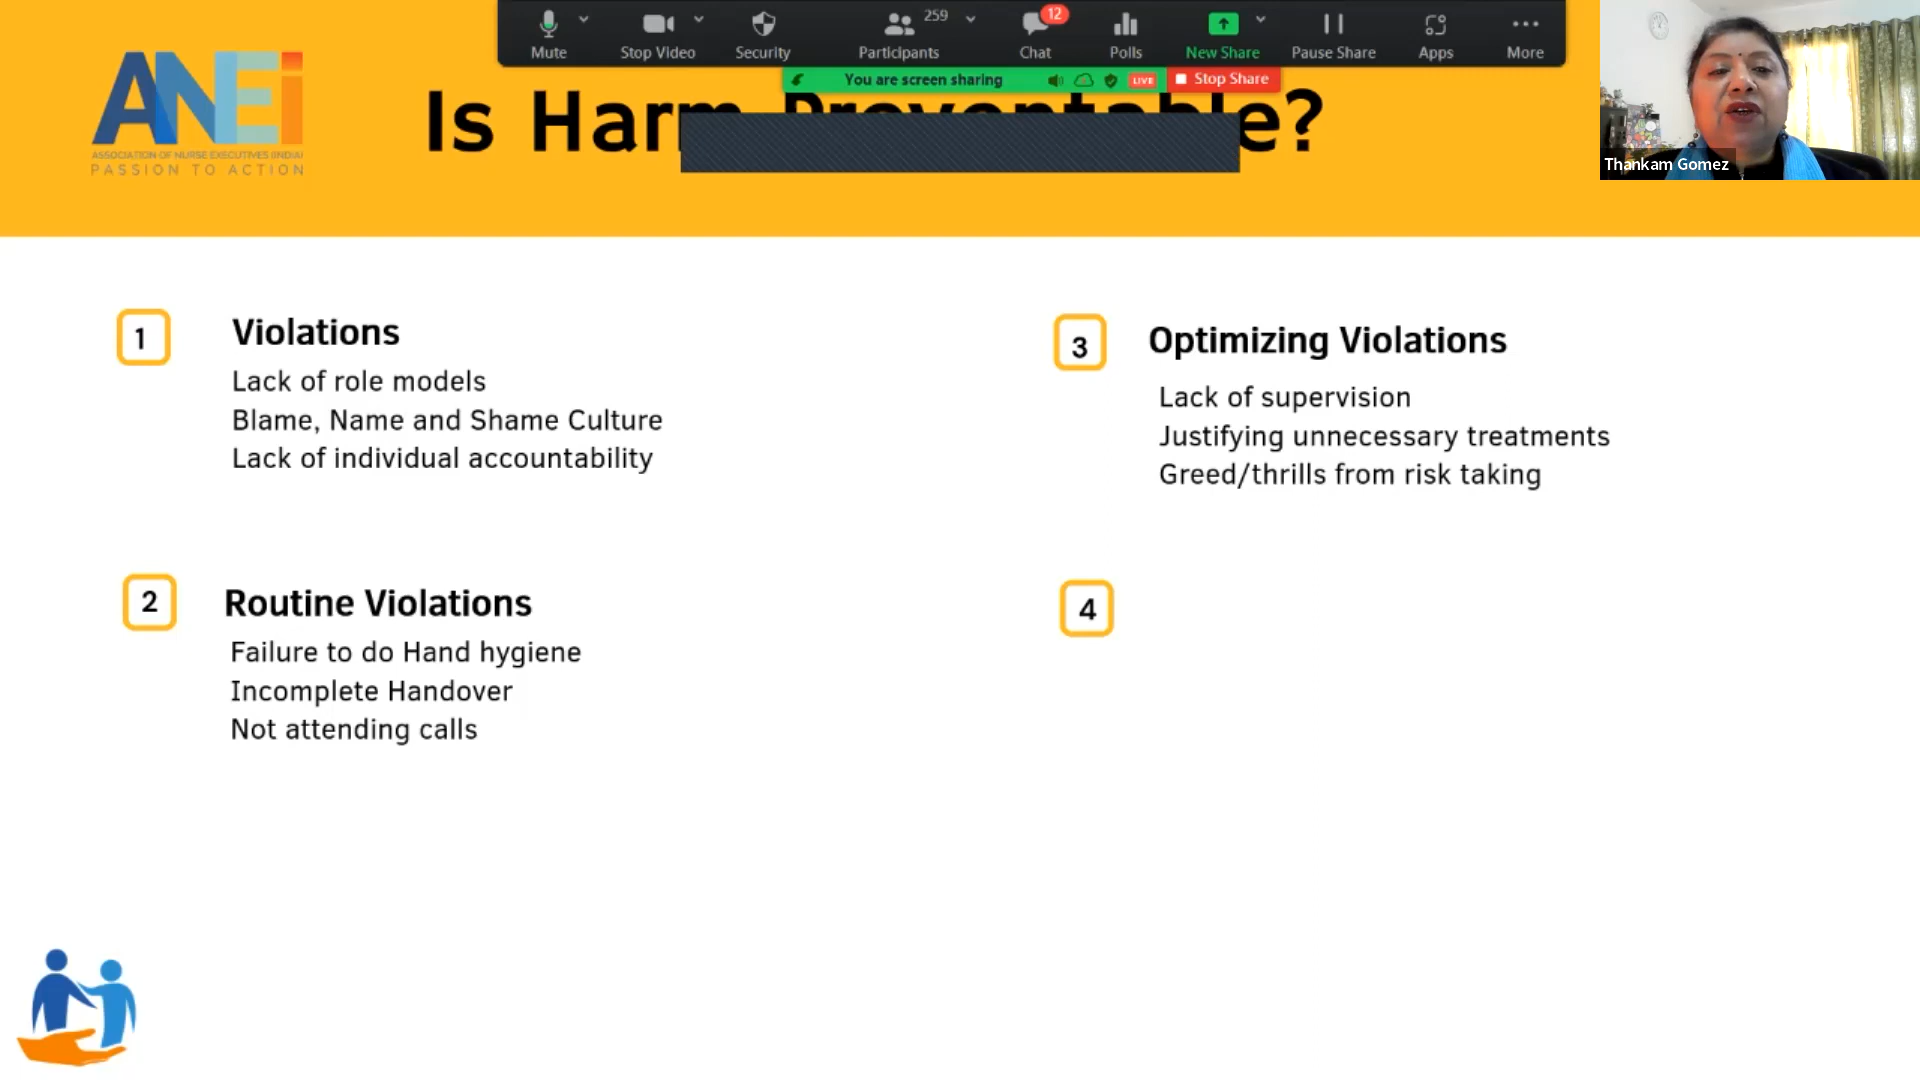 Mute
Stop Video
Security
Participants
259
Chat
12
Polls
New Share
Pause Share
Apps
More
You are screen sharing
LIVE
Stop Share
ANEi
ASSOCIATION OF NURSE EXECUTIVES (INDIA)
PASSION TO ACTION
Is Harm Preventable?
Thankam Gomez
1
Violations
Lack of role models
Blame, Name and Shame Culture
Lack of individual accountability
2
Routine Violations
Failure to do Hand hygiene
Incomplete Handover
Not attending calls
3
Optimizing Violations
Lack of supervision
Justifying unnecessary treatments
Greed/thrills from risk taking
4